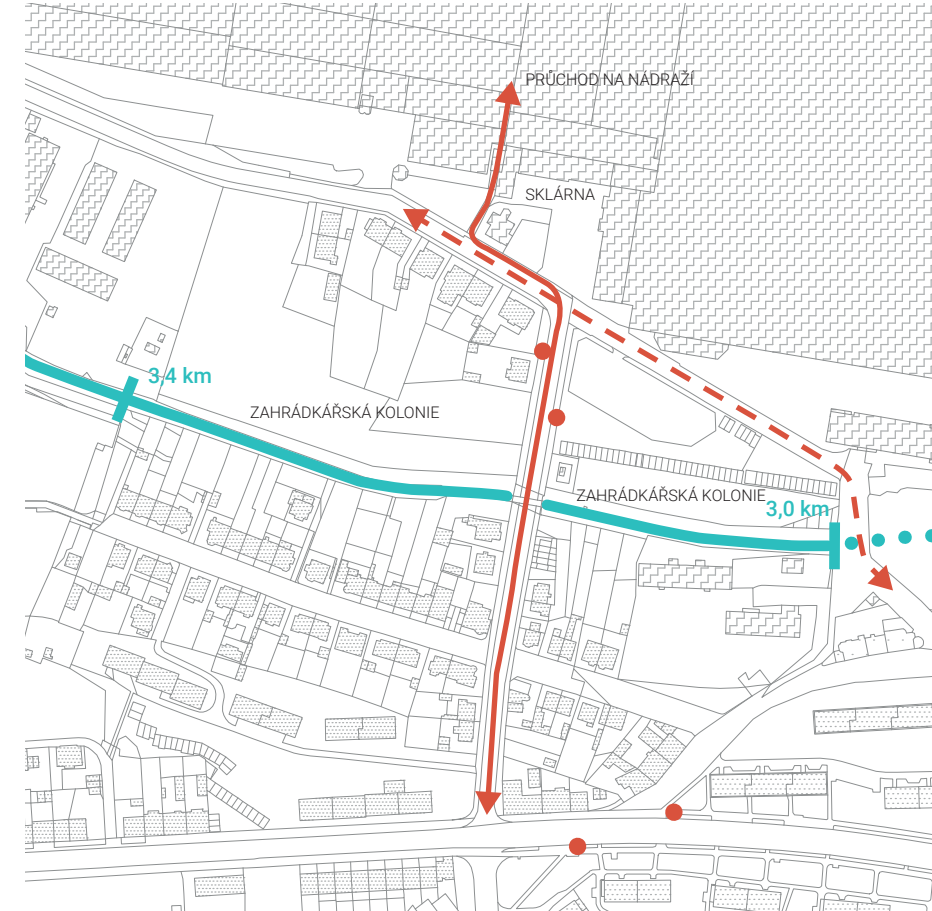 PRŮCHOD NA NÁDRAŽÍ
SKLÁRNA
3,4 km
ZAHRÁDKÁŘSKÁ KOLONIE
ZAHRÁDKÁŘSKÁ KOLONIE
3,0 km